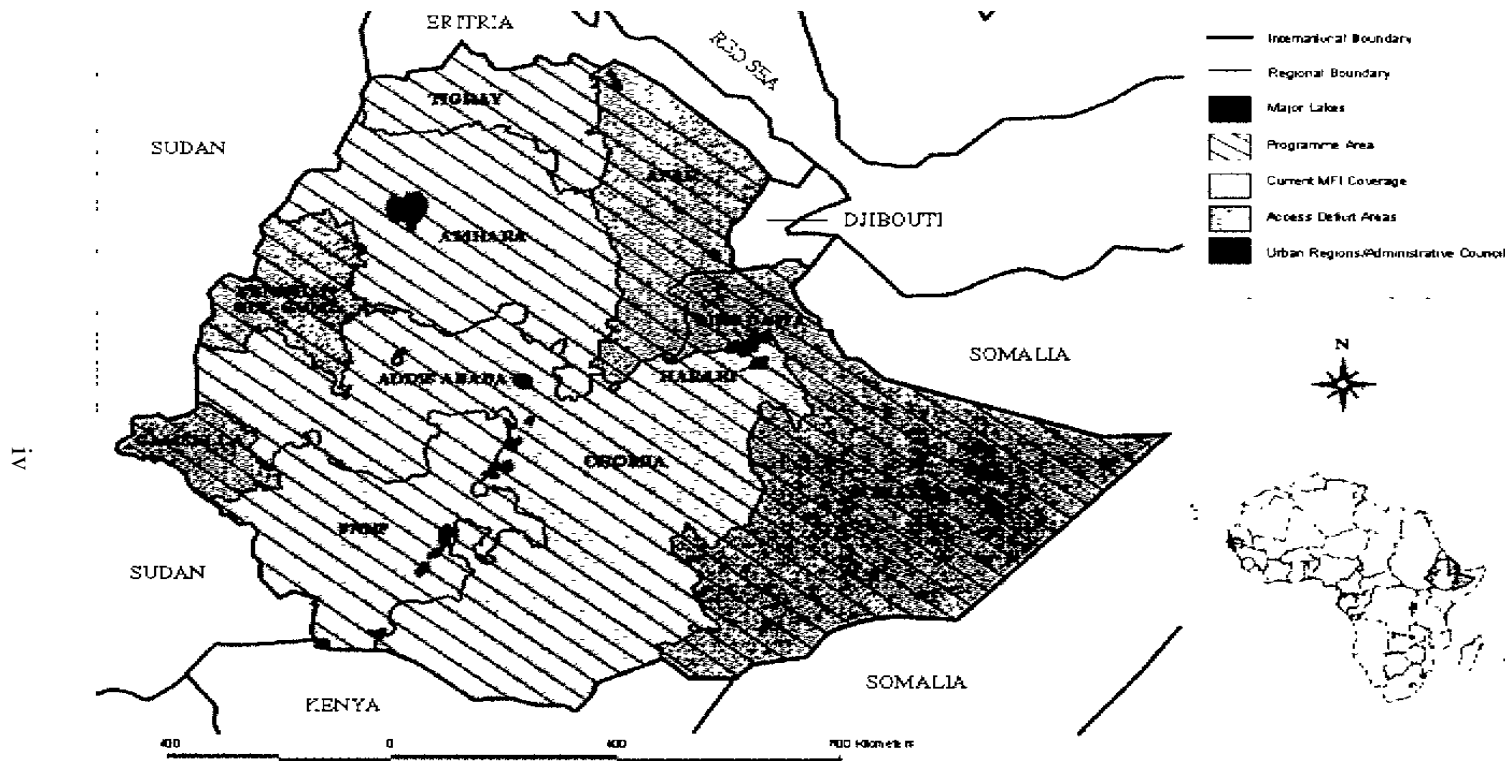 ERITRIA
RED SEA
SUDAN
TIGRAY
AFAR
AMHARA
DJIBOUTI
SOMALIA
ADDIS ABABA
HARARI
OROMIA
SNNP
SUDAN
KENYA
SOMALIA
400 0 400
International Boundary
Regional Boundary
Major Lakes
Programme Area
Current MFI Coverage
Access Deficit Areas
Urban Regions/Administrative Council
N
iv